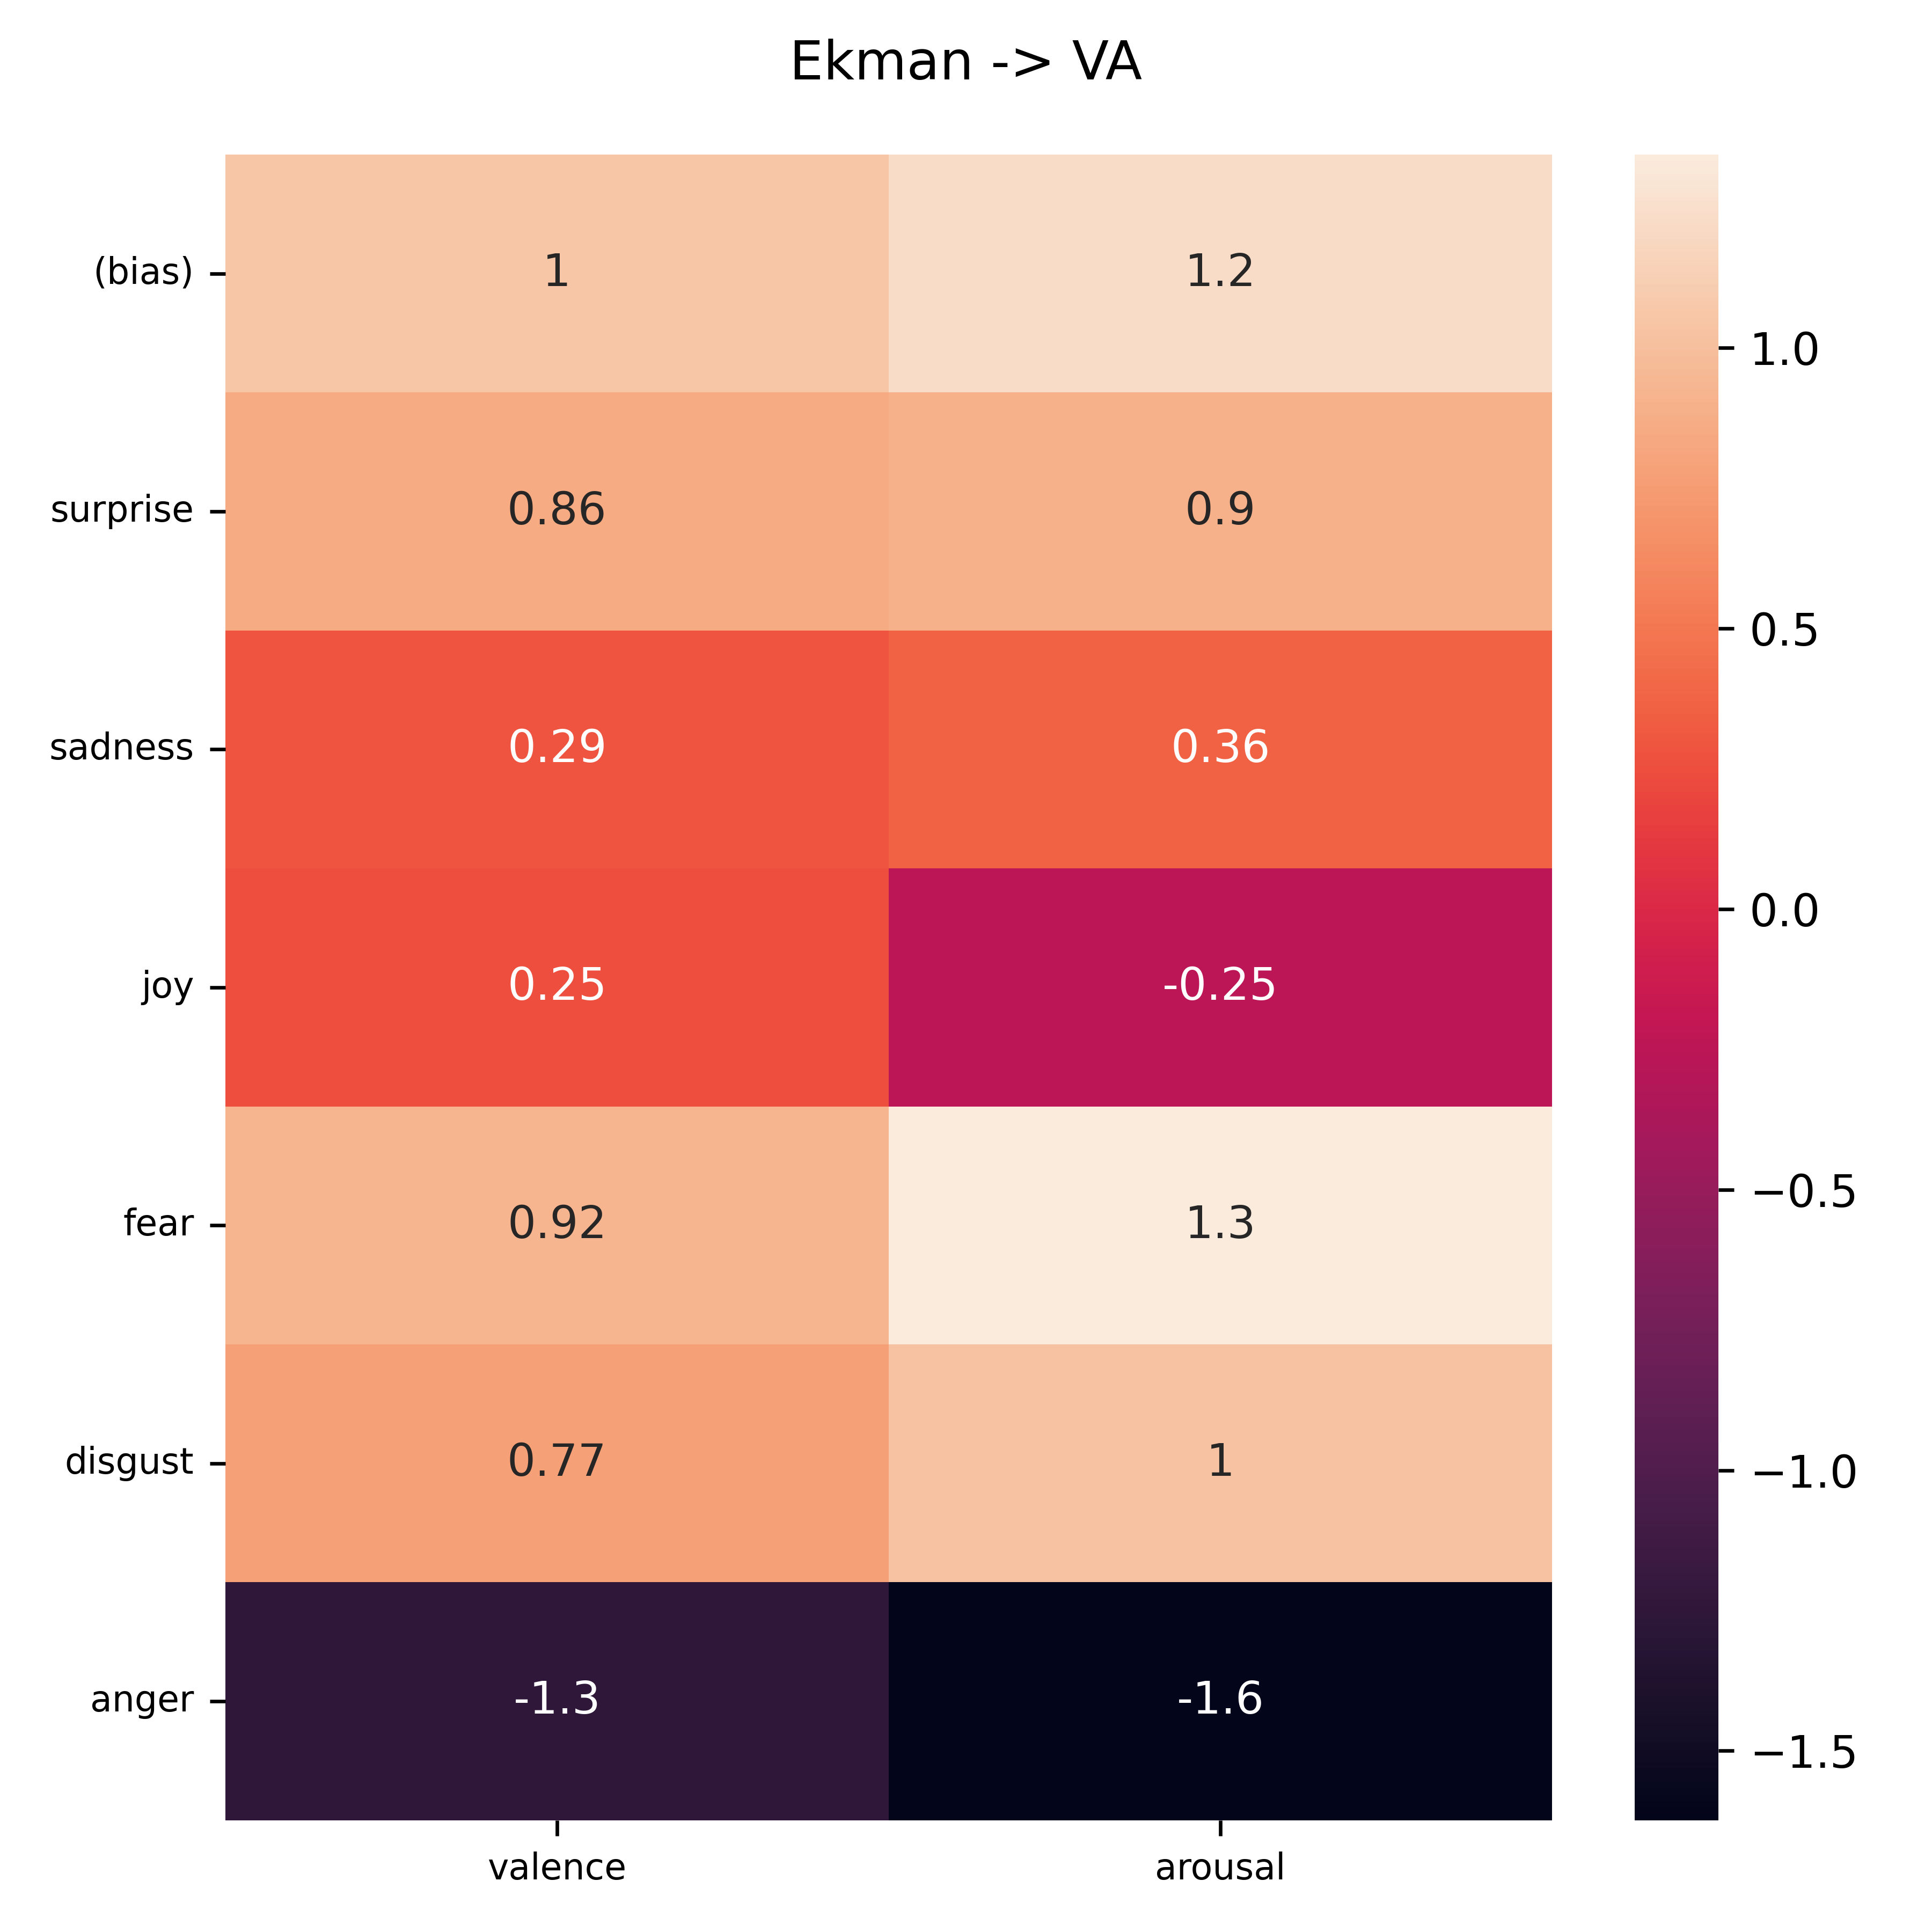 Ekman -> VA
(bias) 1 1.2
surprise 0.86 0.9
sadness 0.29 0.36
joy 0.25 -0.25
fear 0.92 1.3
disgust 0.77 1
anger -1.3 -1.6
valence arousal
1.0
0.5
0.0
−0.5
−1.0
−1.5